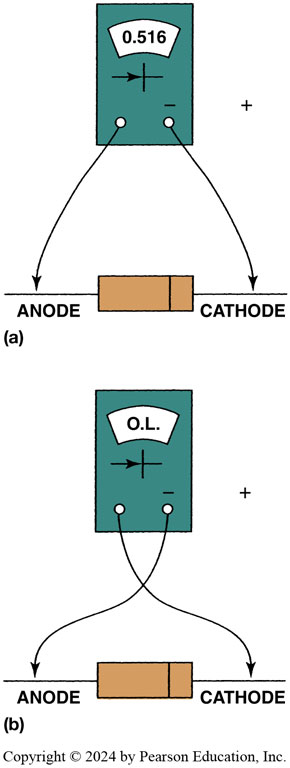 0.516
− +
ANODE CATHODE
(a)
O.L.
− +
ANODE CATHODE
(b)
Copyright © 2024 by Pearson Education, Inc.